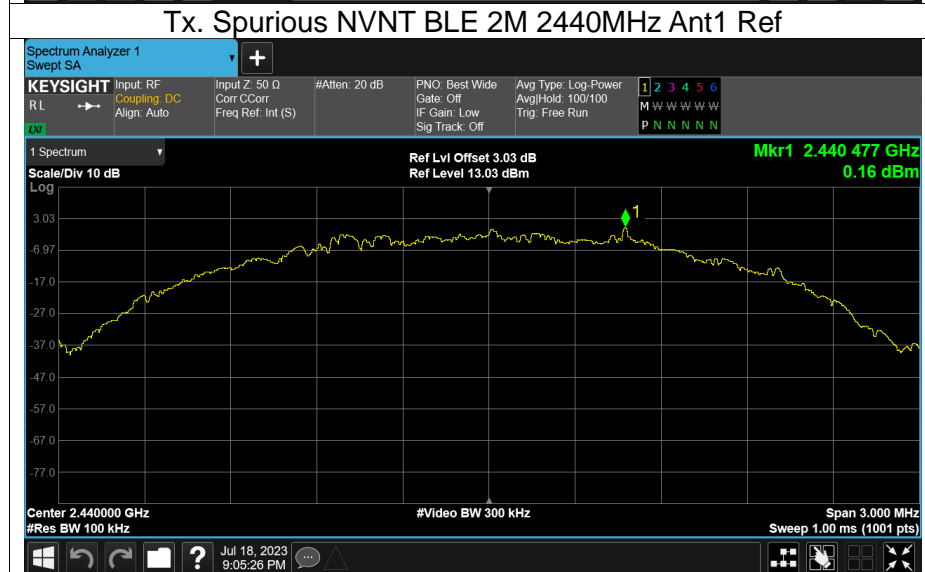 Tx. Spurious NVNT BLE 2M 2440MHz Ant1 Ref
Spectrum Analyzer 1
Swept SA
+
KEYSIGHT Input: RF Input Z: 50 Ω #Atten: 20 dB PNO: Best Wide Avg Type: Log-Power 1 2 3 4 5 6
R L Coupling: DC Corr CCorr Gate: Off Avg|Hold: 100/100 M W W W W W
Align: Auto Freq Ref: Int (S) IF Gain: Low Trig: Free Run
LXI Sig Track: Off P N N N N N
1 Spectrum Ref Lvl Offset 3.03 dB Mkr1 2.440 477 GHz
Scale/Div 10 dB Ref Level 13.03 dBm 0.16 dBm
Log
1
3.03
-6.97
-17.0
-27.0
-37.0
-47.0
-57.0
-67.0
-77.0
Center 2.440000 GHz #Video BW 300 kHz Span 3.000 MHz
#Res BW 100 kHz Sweep 1.00 ms (1001 pts)
? Jul 18, 2023
9:05:26 PM